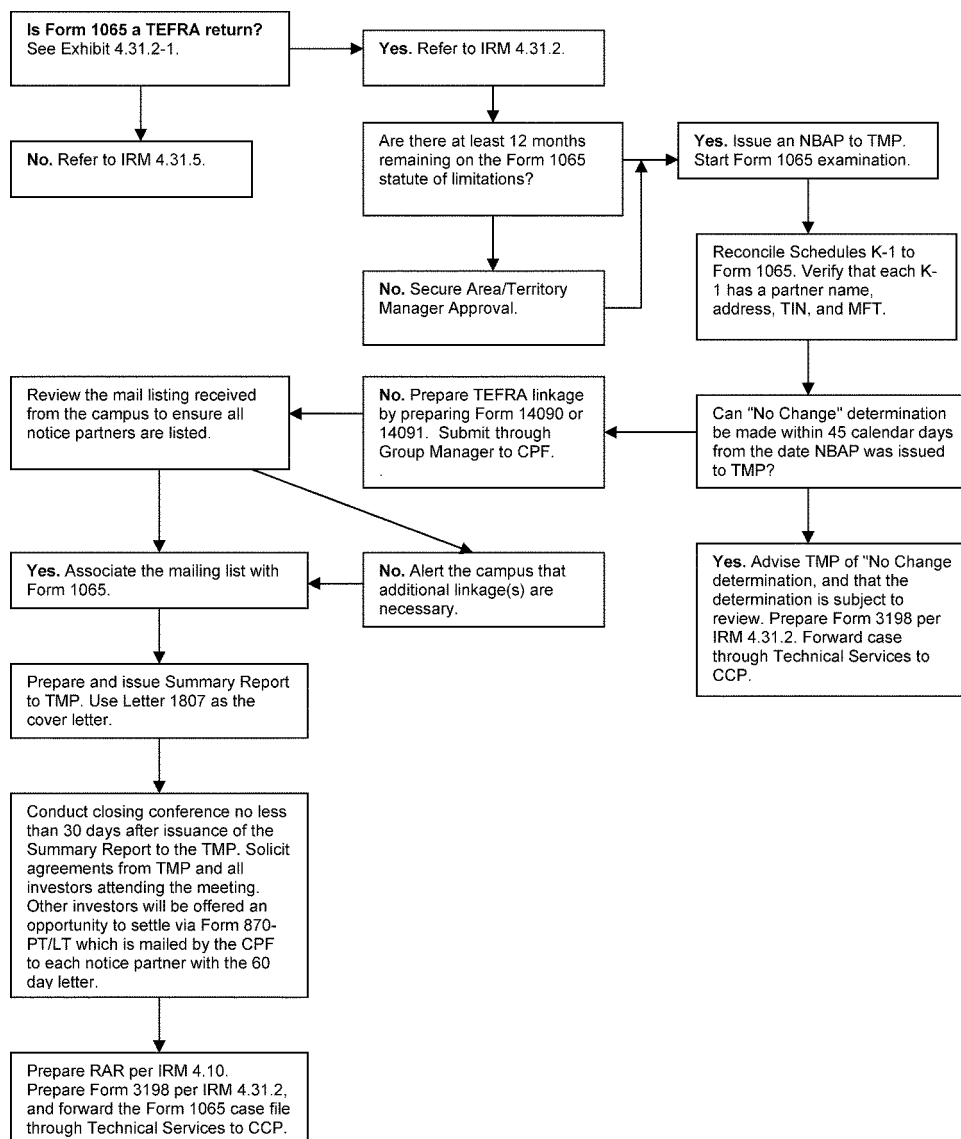 Is Form 1065 a TEFRA return?
See Exhibit 4.31.2-1.
Yes. Refer to IRM 4.31.2.
No. Refer to IRM 4.31.5.
Are there at least 12 months
remaining on the Form 1065
statute of limitations?
Yes. Issue an NBAP to TMP.
Start Form 1065 examination.
No. Secure Area/Territory
Manager Approval.
Reconcile Schedules K-1 to
Form 1065. Verify that each K-
1 has a partner name,
address, TIN, and MFT.
Can "No Change" determination
be made within 45 calendar days
from the date NBAP was issued
to TMP?
No. Prepare TEFRA linkage
by preparing Form 14090 or
14091.  Submit through
Group Manager to CPF.
.
Review the mail listing received
from the campus to ensure all
notice partners are listed.
Yes. Advise TMP of "No Change
determination, and that the
determination is subject to
review. Prepare Form 3198 per
IRM 4.31.2. Forward case
through Technical Services to
CCP.
Yes. Associate the mailing list with
Form 1065.
No. Alert the campus that
additional linkage(s) are
necessary.
Prepare and issue Summary Report
to TMP. Use Letter 1807 as the
cover letter.
Conduct closing conference no less
than 30 days after issuance of the
Summary Report to the TMP. Solicit
agreements from TMP and all
investors attending the meeting.
Other investors will be offered an
opportunity to settle via Form 870-
PT/LT which is mailed by the CPF
to each notice partner with the 60
day letter.
Prepare RAR per IRM 4.10.
Prepare Form 3198 per IRM 4.31.2,
and forward the Form 1065 case file
through Technical Services to CCP.